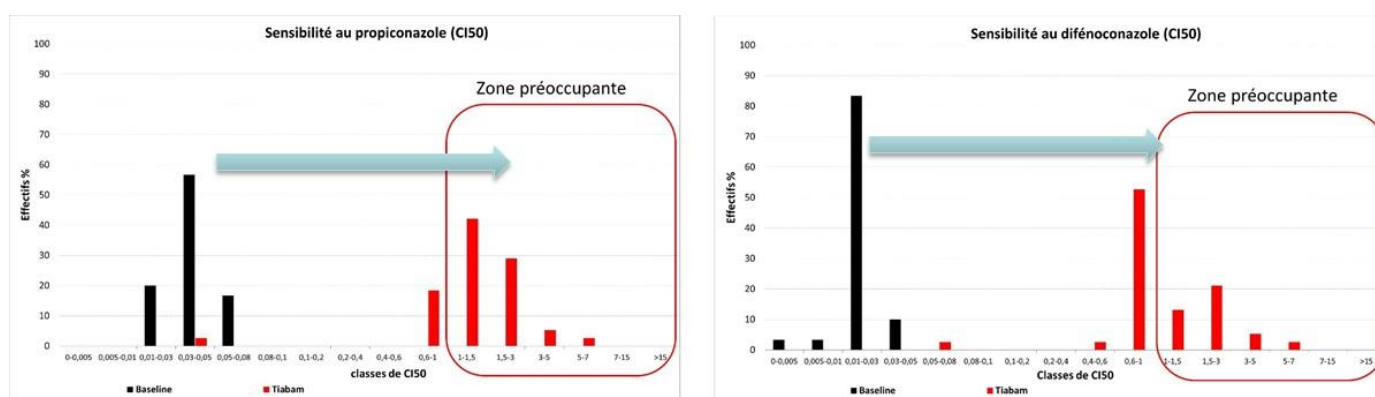 Sensibilité au propiconazole (CI50)
Zone préoccupante
Effectifs %
100
90
80
70
60
50
40
30
20
10
0
0-0,005 0,005-0,01 0,01-0,03 0,03-0,05 0,05-0,08 0,08-0,1 0,1-0,2 0,2-0,4 0,4-0,6 0,6-1 1-1,5 1,5-3 3-5 5-7 7-15 >15
classes de CI50
Baseline Tiabam
Sensibilité au difénoconazole (CI50)
Zone préoccupante
Effectifs %
100
90
80
70
60
50
40
30
20
10
0
0-0,005 0,005-0,01 0,01-0,03 0,03-0,05 0,05-0,08 0,08-0,1 0,1-0,2 0,2-0,4 0,4-0,6 0,6-1 1-1,5 1,5-3 3-5 5-7 7-15 >15
Classes de CI50
Baseline Tiabam